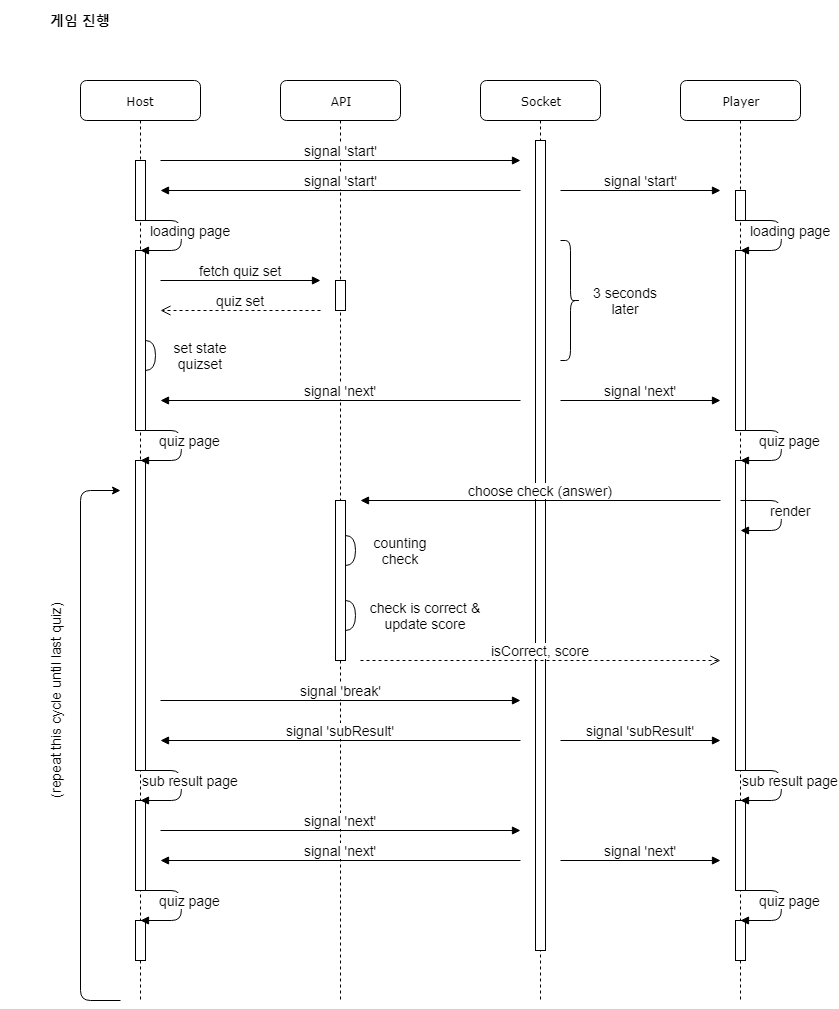 게임 진행
Host
API
Socket
Player
signal 'start'
signal 'start'
signal 'start'
loading page
loading page
fetch quiz set
3 seconds
later
quiz set
set state
quizset
signal 'next'
signal 'next'
quiz page
quiz page
choose check (answer)
render
counting
check
check is correct &
update score
(repeat this cycle until last quiz)
isCorrect, score
signal 'break'
signal 'subResult'
signal 'subResult'
sub result page
sub result page
signal 'next'
signal 'next'
signal 'next'
quiz page
quiz page